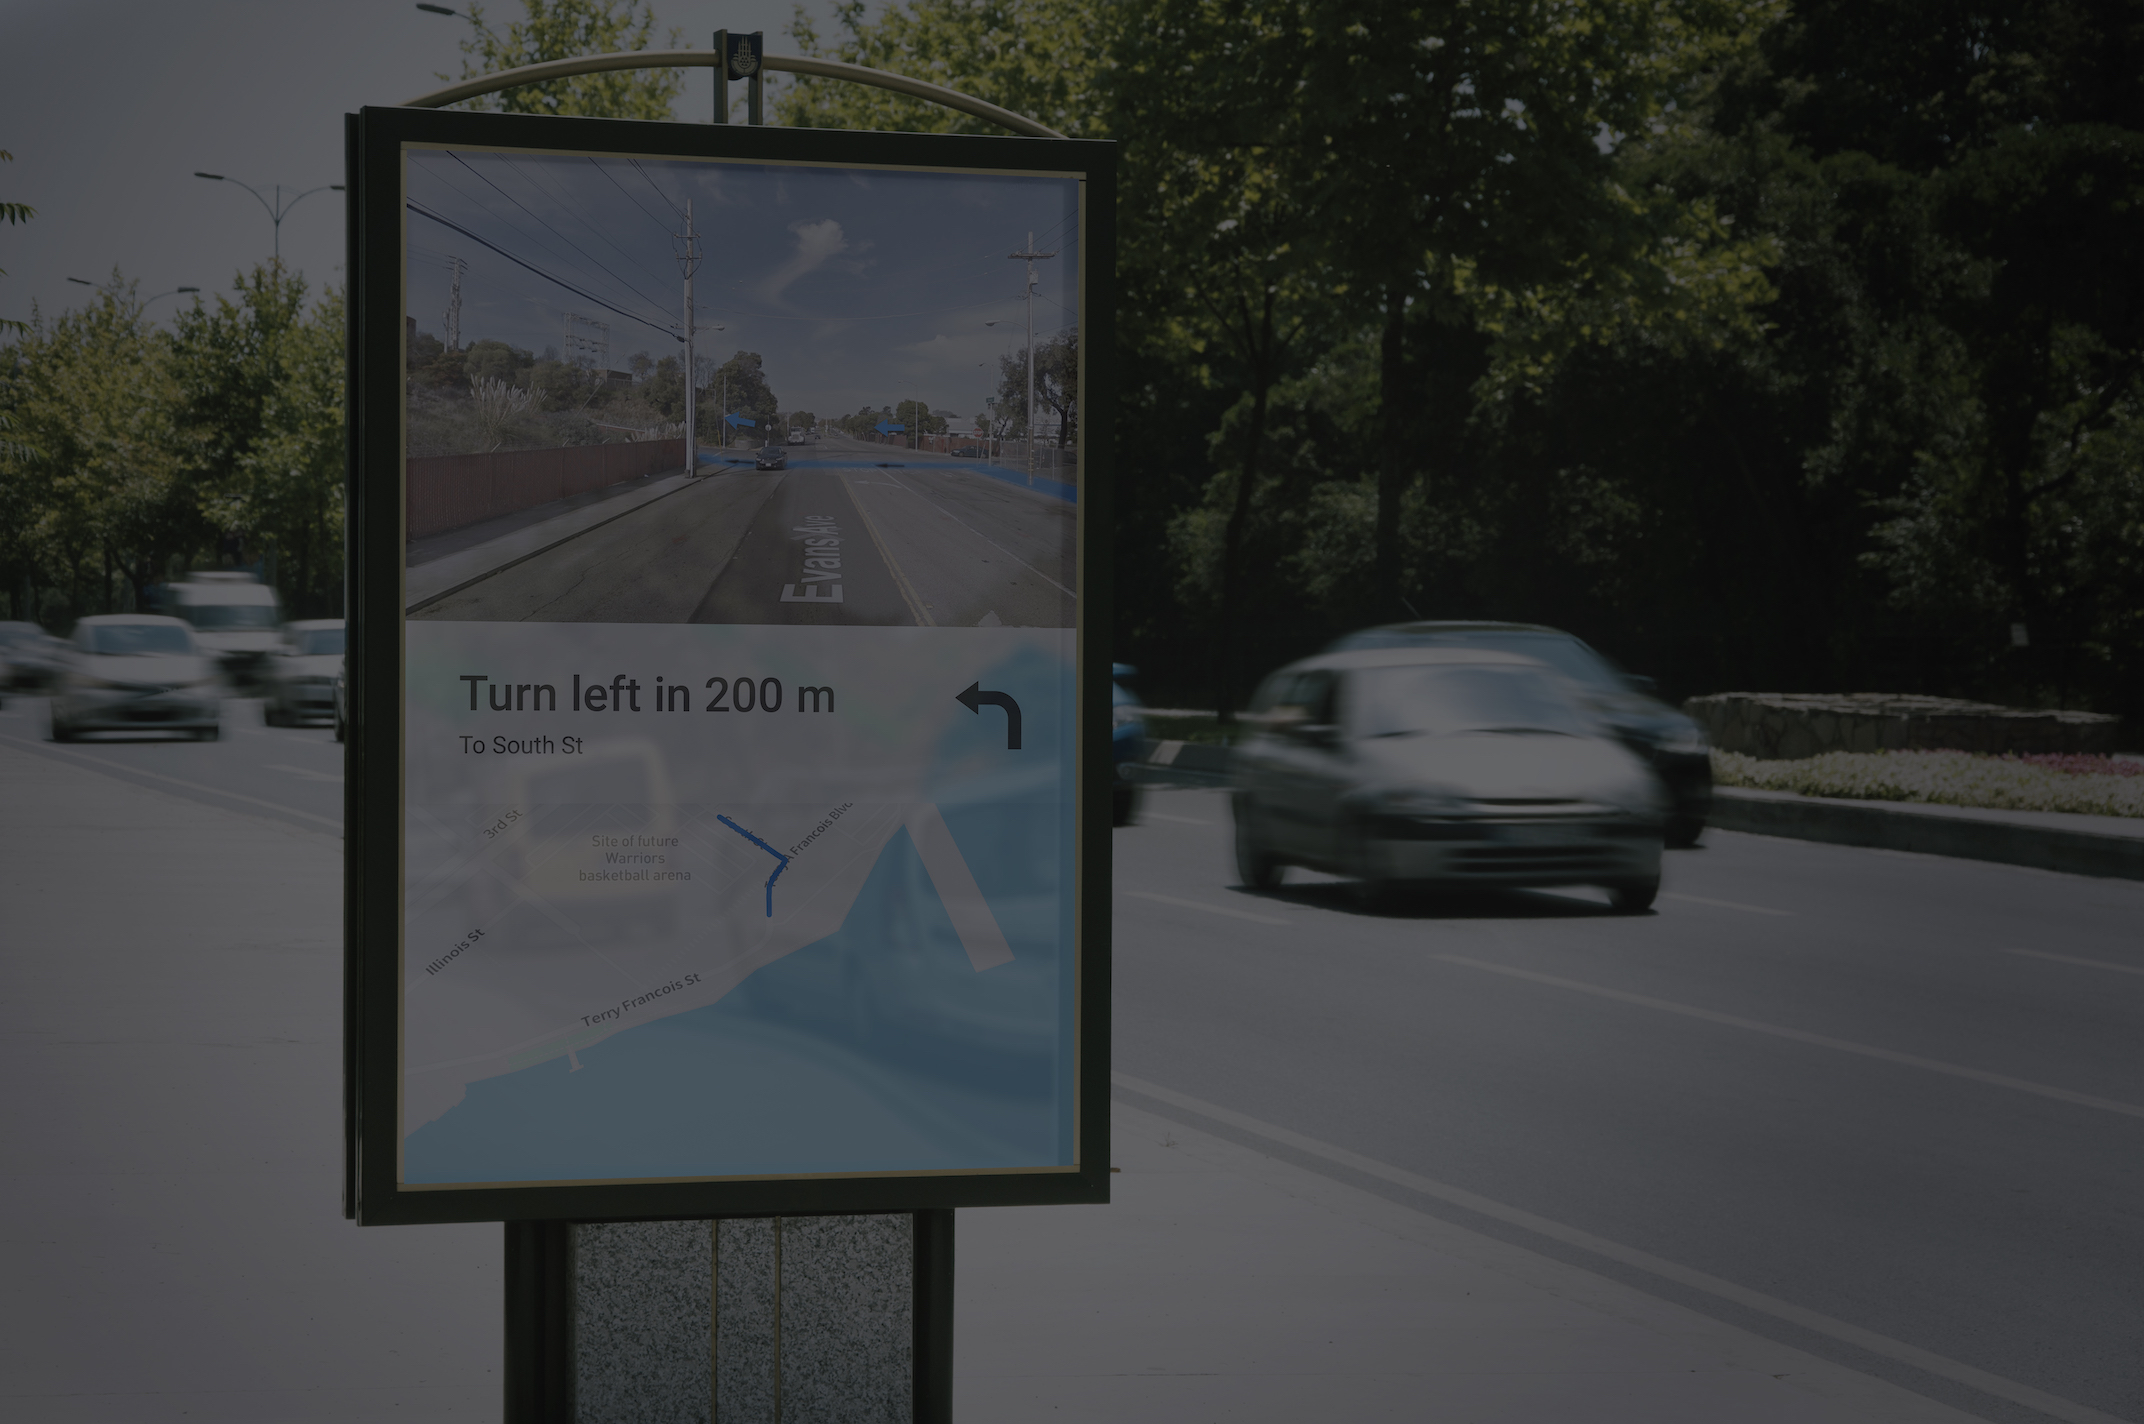 Evans Ave
Turn left in 200 m
To South St
3rd St
Site of future
Warriors
basketball arena
Francois Blvd
Illinois St
Terry Francois St